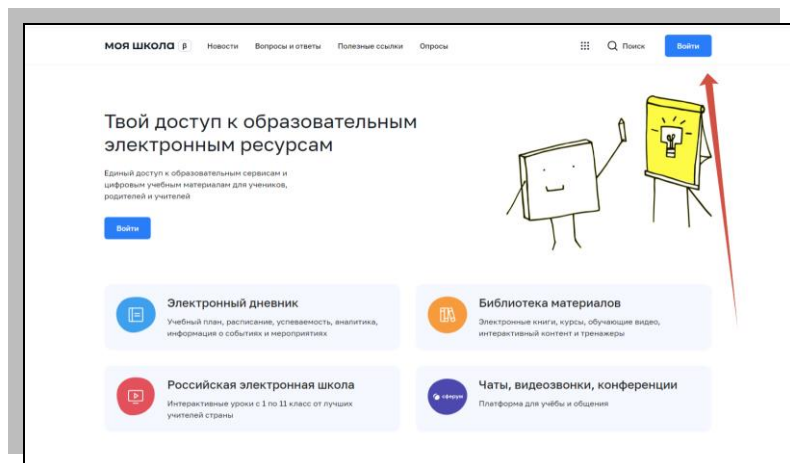 моя школа β Новости Вопросы и ответы Полезные ссылки Опросы Поиск Войти
Твой доступ к образовательным
электронным ресурсам
Единый доступ к образовательным сервисам и
цифровым учебным материалам для учеников,
родителей и учителей
Войти
Электронный дневник
Учебный план, расписание, успеваемость, аналитика,
информация о событиях и мероприятиях
Библиотека материалов
Электронные книги, курсы, обучающие видео,
интерактивный контент и тренажеры
Российская электронная школа
Интерактивные уроки с 1 по 11 класс от лучших
учителей страны
сферум
Чаты, видеозвонки, конференции
Платформа для учёбы и общения